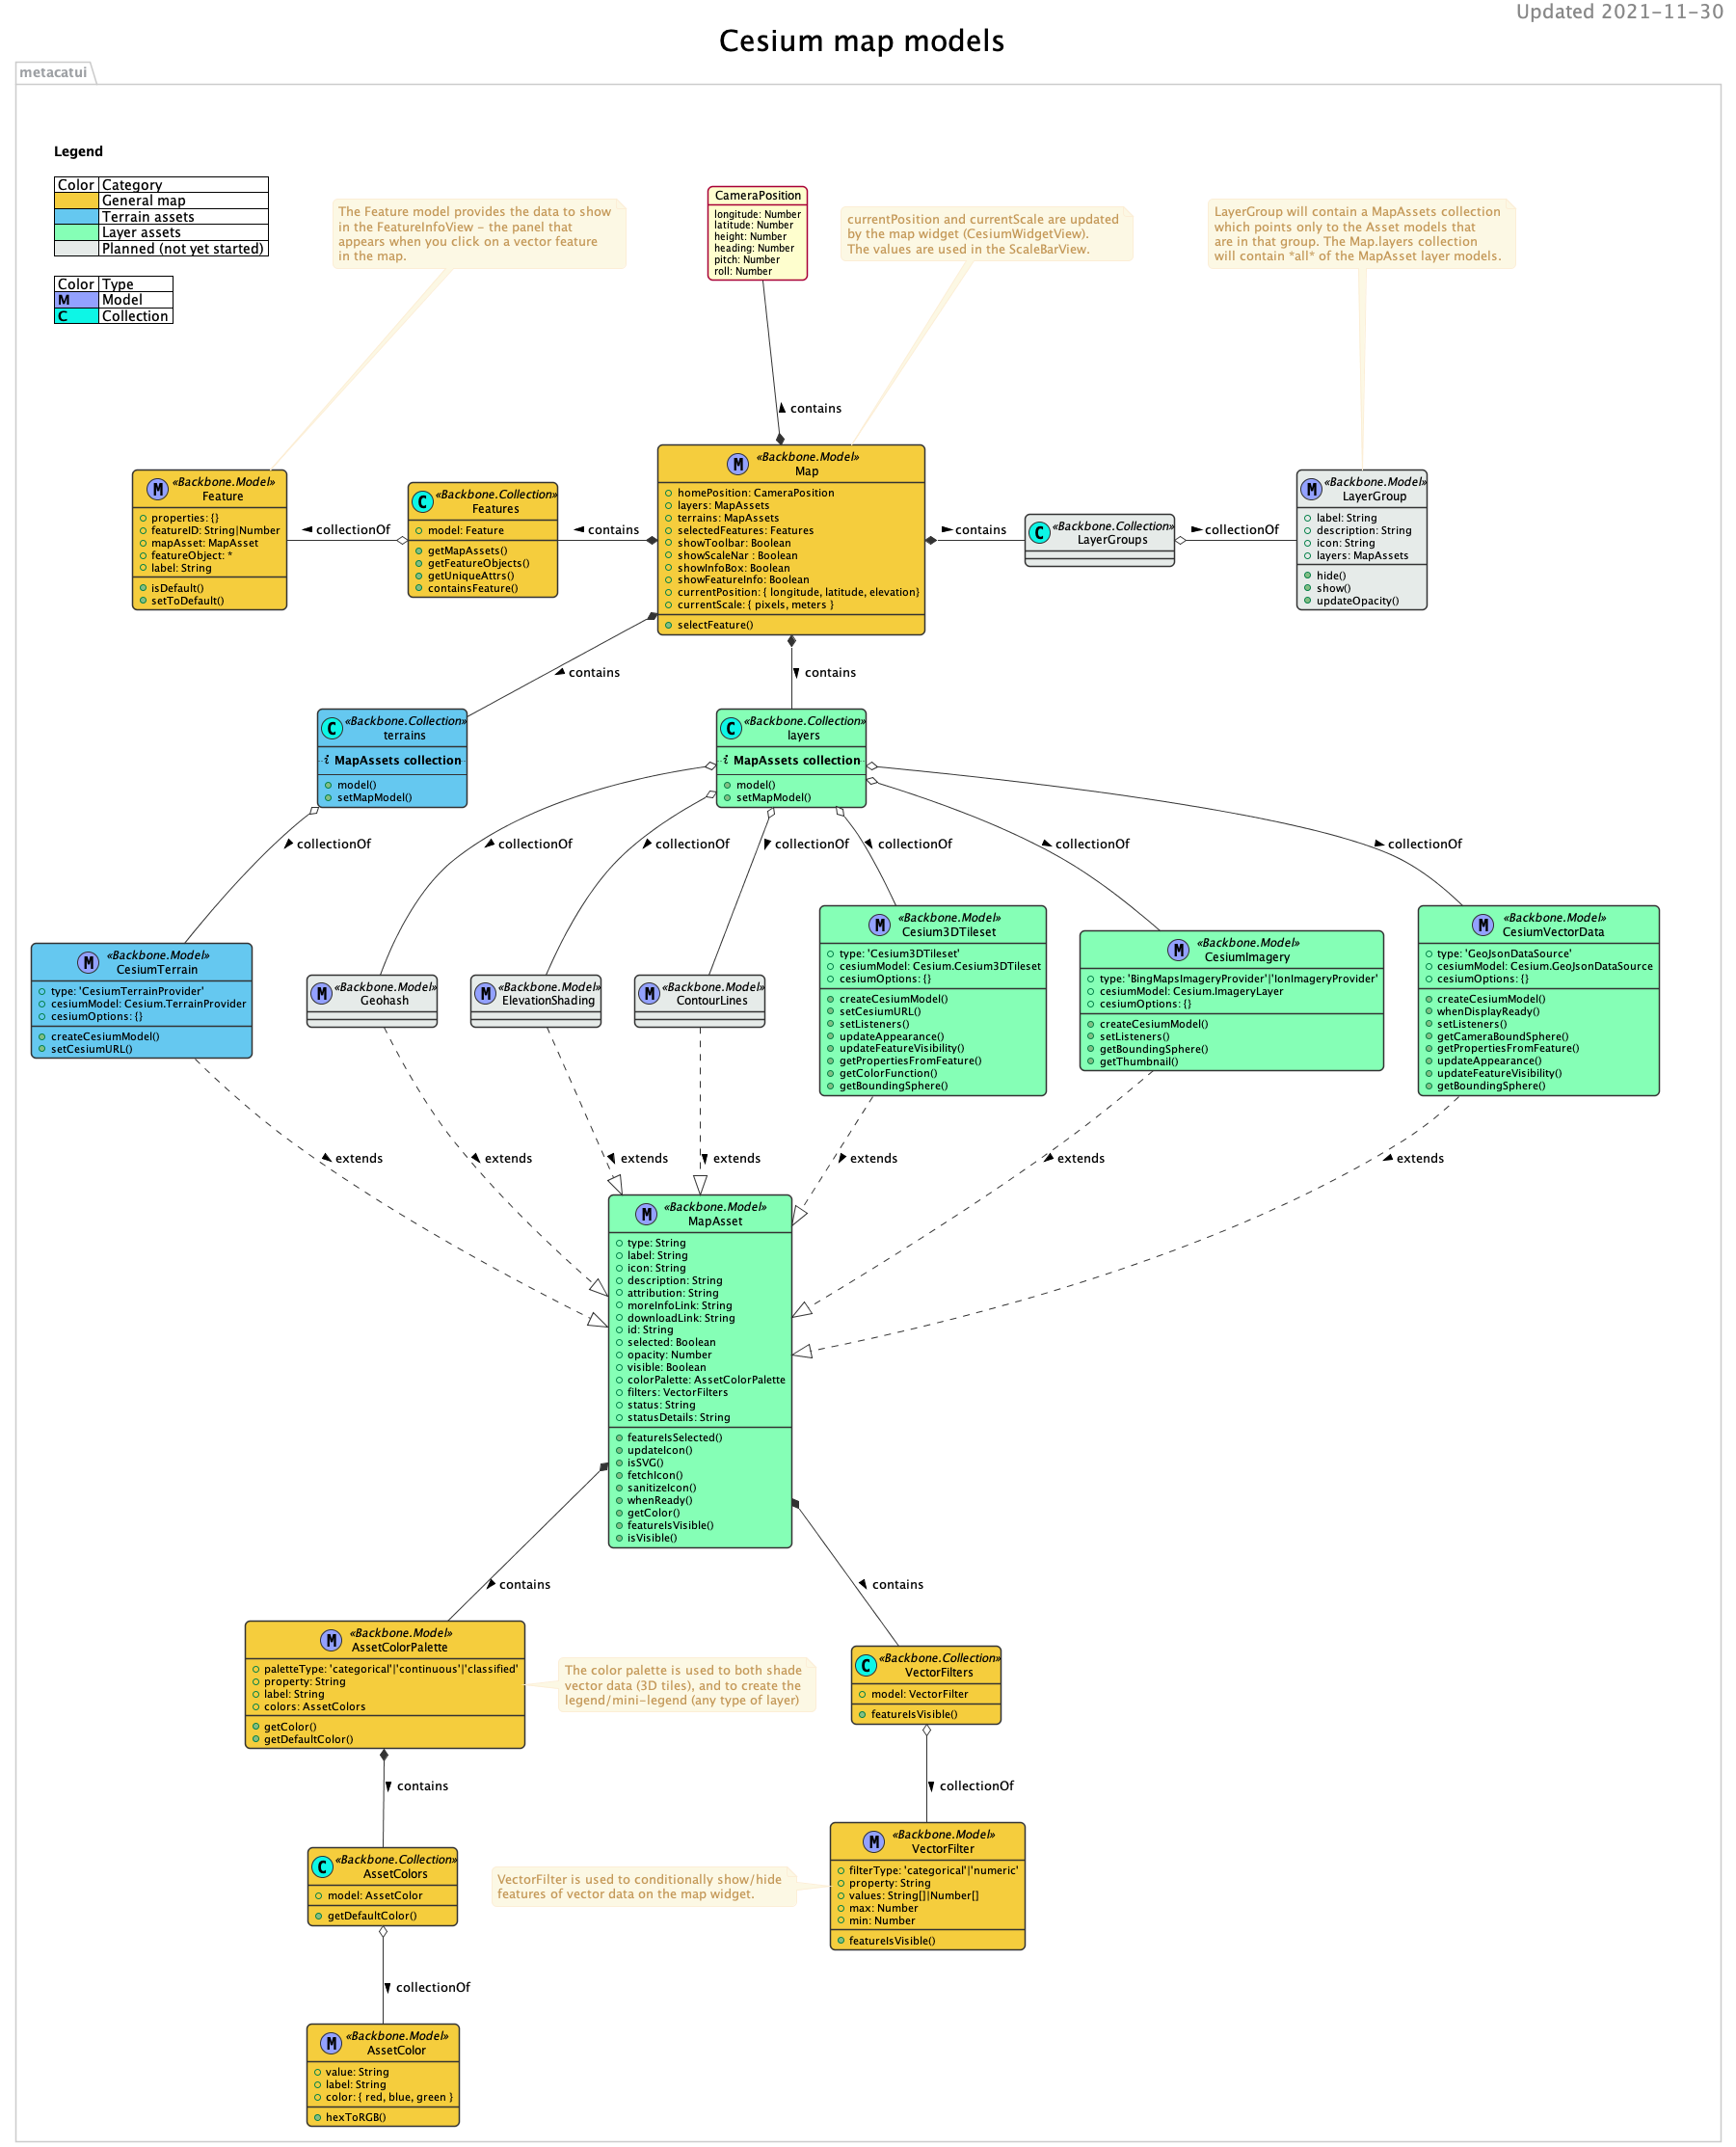 Updated 2021-11-30
Cesium map models
metacatui
Legend
Color Category
General map
Terrain assets
Layer assets
Planned (not yet started)
Color Type
M Model
C Collection
The Feature model provides the data to show
in the FeatureInfoView - the panel that
appears when you click on a vector feature
in the map.
CameraPosition
longitude: Number
latitude: Number
height: Number
heading: Number
pitch: Number
roll: Number
currentPosition and currentScale are updated
by the map widget (CesiumWidgetView).
The values are used in the ScaleBarView.
LayerGroup will contain a MapAssets collection
which points only to the Asset models that
are in that group. The Map.layers collection
will contain *all* of the MapAsset layer models.
contains
M «Backbone.Model»
Feature
properties: {}
featureID: String|Number
mapAsset: MapAsset
featureObject: *
label: String
isDefault()
setToDefault()
collectionOf
C «Backbone.Collection»
Features
model: Feature
getMapAssets()
getFeatureObjects()
getUniqueAttrs()
containsFeature()
contains
M «Backbone.Model»
Map
homePosition: CameraPosition
layers: MapAssets
terrains: MapAssets
selectedFeatures: Features
showToolbar: Boolean
showScaleNar : Boolean
showInfoBox: Boolean
showFeatureInfo: Boolean
currentPosition: { longitude, latitude, elevation}
currentScale: { pixels, meters }
selectFeature()
contains
C «Backbone.Collection»
LayerGroups
collectionOf
M «Backbone.Model»
LayerGroup
label: String
description: String
icon: String
layers: MapAssets
hide()
show()
updateOpacity()
contains
contains
C «Backbone.Collection»
terrains
i MapAssets collection
model()
setMapModel()
C «Backbone.Collection»
layers
i MapAssets collection
model()
setMapModel()
collectionOf
collectionOf
collectionOf
collectionOf
collectionOf
collectionOf
collectionOf
M «Backbone.Model»
CesiumTerrain
type: 'CesiumTerrainProvider'
cesiumModel: Cesium.TerrainProvider
cesiumOptions: {}
createCesiumModel()
setCesiumURL()
M «Backbone.Model»
Geohash
M «Backbone.Model»
ElevationShading
M «Backbone.Model»
ContourLines
M «Backbone.Model»
Cesium3DTileset
type: 'Cesium3DTileset'
cesiumModel: Cesium.Cesium3DTileset
cesiumOptions: {}
createCesiumModel()
setCesiumURL()
setListeners()
updateAppearance()
updateFeatureVisibility()
getPropertiesFromFeature()
getColorFunction()
getBoundingSphere()
M «Backbone.Model»
CesiumImagery
type: 'BingMapsImageryProvider'|'IonImageryProvider'
cesiumModel: Cesium.ImageryLayer
cesiumOptions: {}
createCesiumModel()
setListeners()
getBoundingSphere()
getThumbnail()
M «Backbone.Model»
CesiumVectorData
type: 'GeoJsonDataSource'
cesiumModel: Cesium.GeoJsonDataSource
cesiumOptions: {}
createCesiumModel()
whenDisplayReady()
setListeners()
getCameraBoundSphere()
getPropertiesFromFeature()
updateAppearance()
updateFeatureVisibility()
getBoundingSphere()
extends
extends
extends
extends
extends
extends
extends
M «Backbone.Model»
MapAsset
type: String
label: String
icon: String
description: String
attribution: String
moreInfoLink: String
downloadLink: String
id: String
selected: Boolean
opacity: Number
visible: Boolean
colorPalette: AssetColorPalette
filters: VectorFilters
status: String
statusDetails: String
featureIsSelected()
updateIcon()
isSVG()
fetchIcon()
sanitizeIcon()
whenReady()
getColor()
featureIsVisible()
isVisible()
contains
contains
M «Backbone.Model»
AssetColorPalette
paletteType: 'categorical'|'continuous'|'classified'
property: String
label: String
colors: AssetColors
getColor()
getDefaultColor()
The color palette is used to both shade
vector data (3D tiles), and to create the
legend/mini-legend (any type of layer)
C «Backbone.Collection»
VectorFilters
model: VectorFilter
featureIsVisible()
contains
collectionOf
C «Backbone.Collection»
AssetColors
model: AssetColor
getDefaultColor()
VectorFilter is used to conditionally show/hide
features of vector data on the map widget.
M «Backbone.Model»
VectorFilter
filterType: 'categorical'|'numeric'
property: String
values: String[]|Number[]
max: Number
min: Number
featureIsVisible()
collectionOf
M «Backbone.Model»
AssetColor
value: String
label: String
color: { red, blue, green }
hexToRGB()